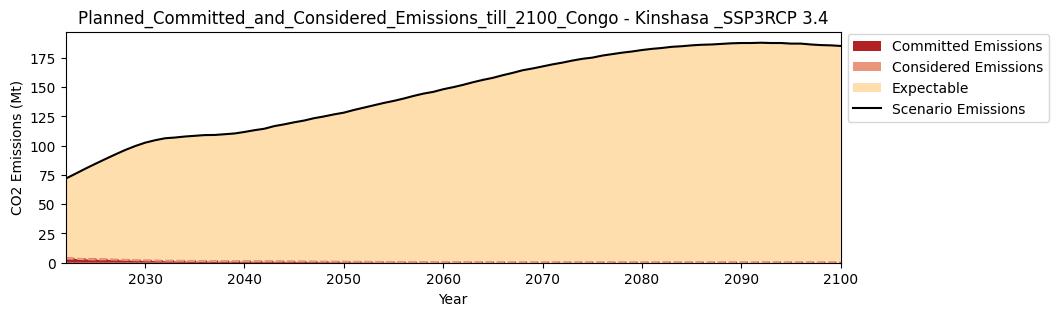 Planned_Committed_and_Considered_Emissions_till_2100_Congo - Kinshasa _SSP3RCP 3.4
Committed Emissions
Considered Emissions
Expectable
Scenario Emissions
CO2 Emissions (Mt)
175
150
125
100
75
50
25
0
2030
2040
2050
2060
2070
2080
2090
2100
Year